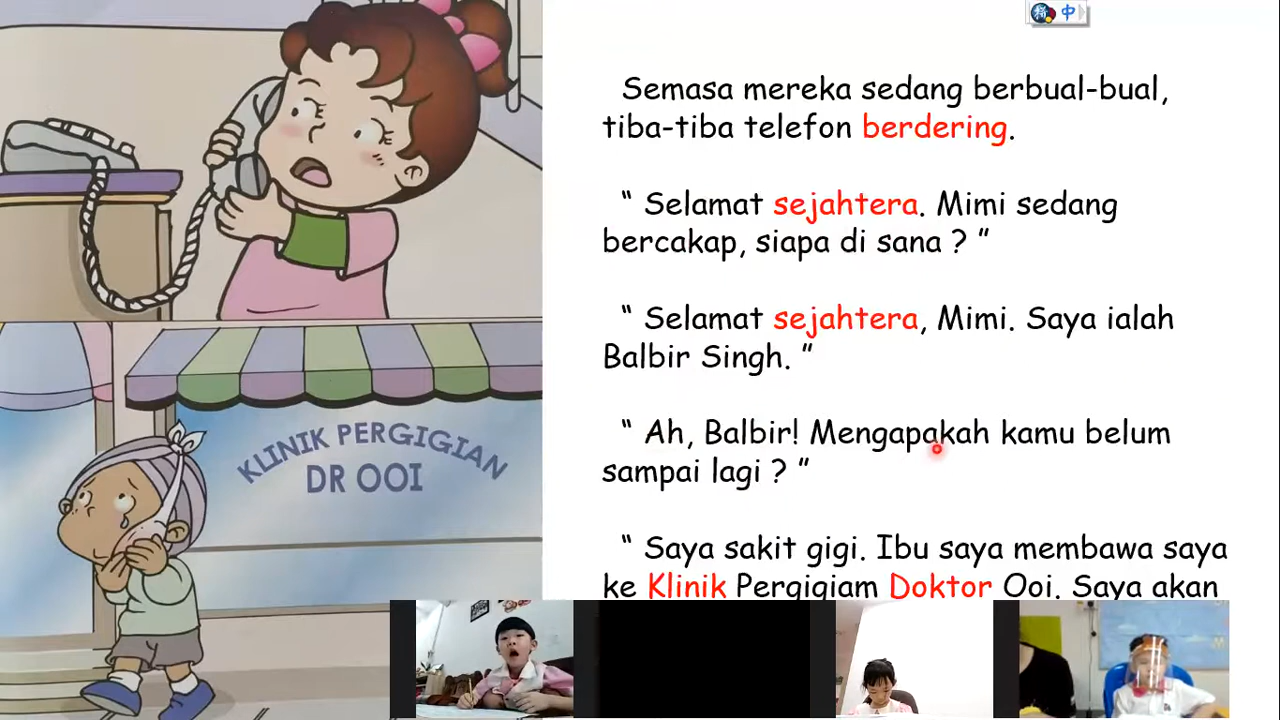 Semasa mereka sedang berbual-bual,
tiba-tiba telefon berdering.
“ Selamat sejahtera. Mimi sedang
bercakap, siapa di sana ? ”
“ Selamat sejahtera, Mimi. Saya ialah
Balbir Singh. ”
“ Ah, Balbir! Mengapakah kamu belum
sampai lagi ? ”
“ Saya sakit gigi. Ibu saya membawa saya
ke Klinik Pergigiam Doktor Ooi. Saya akan
KLINIK PERGIGIAN
DR OOI
中